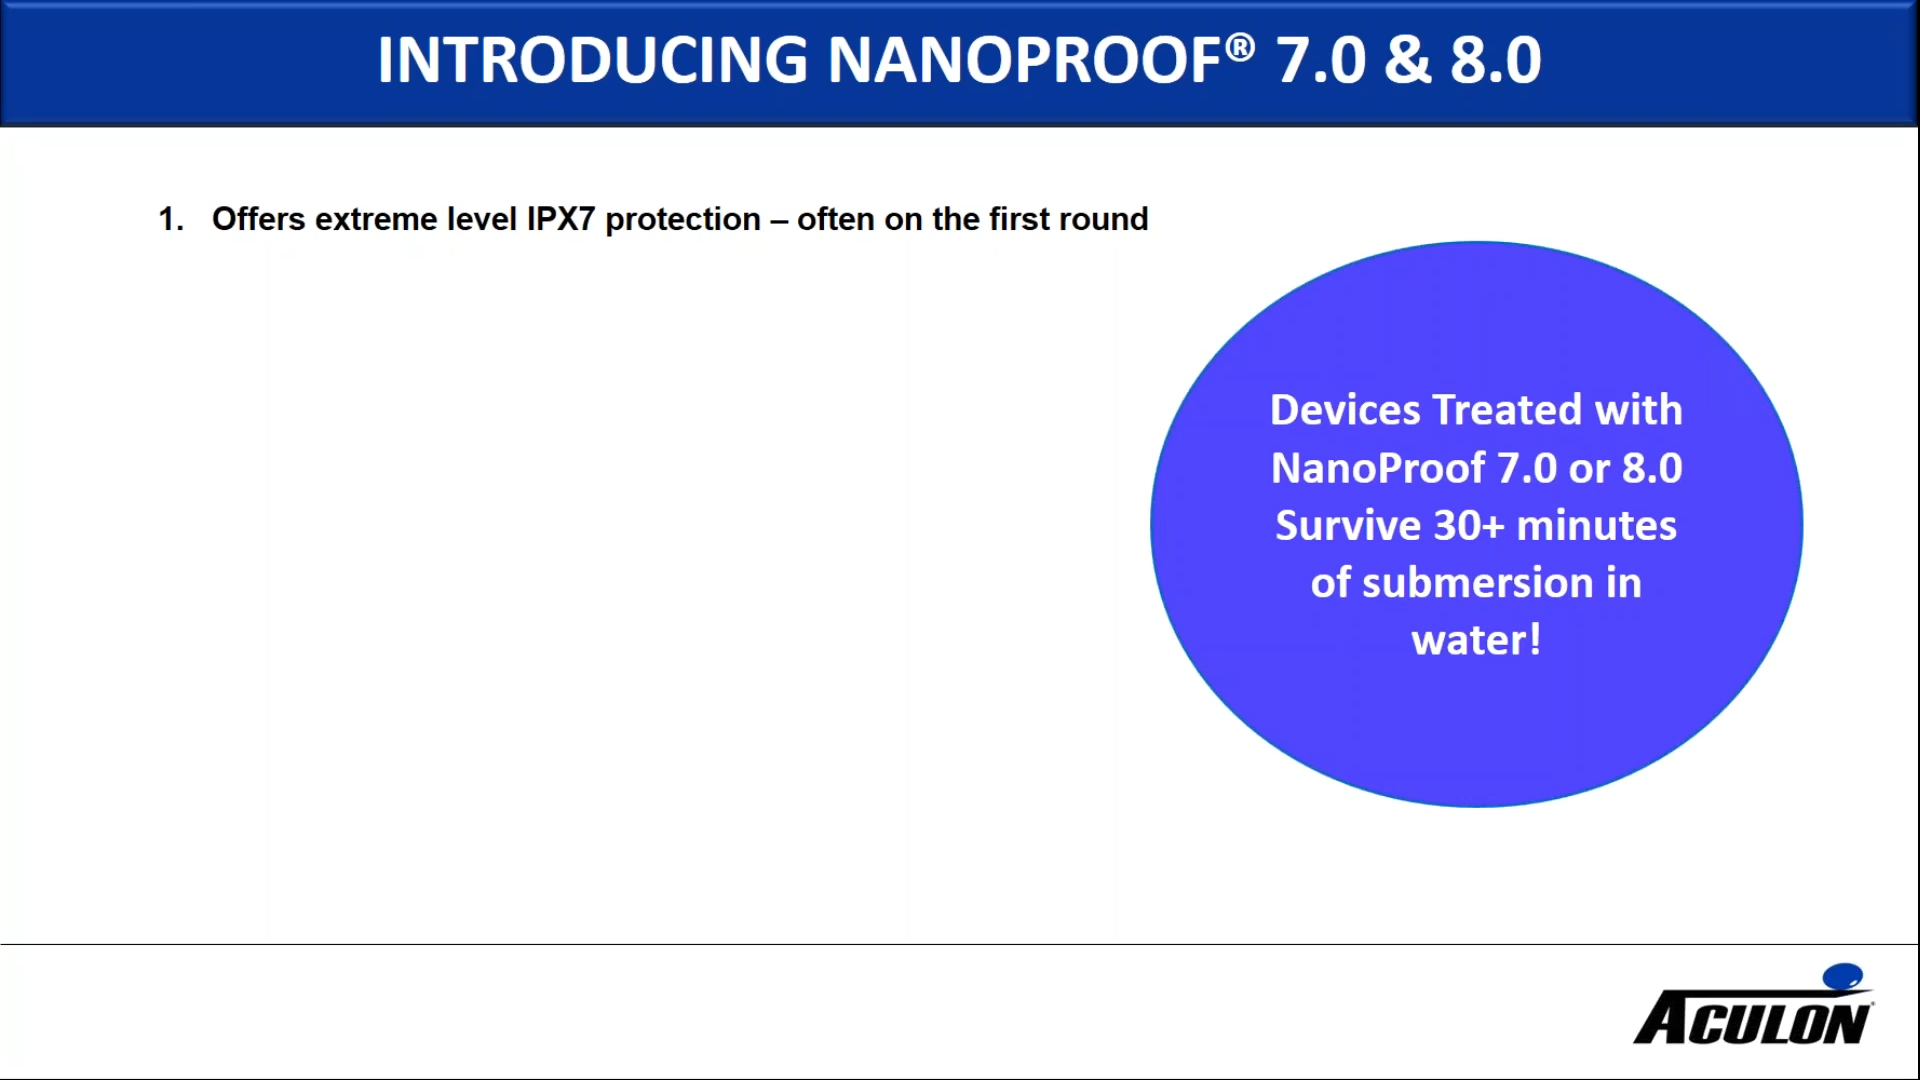 INTRODUCING NANOPROOF® 7.0 & 8.0
1. Offers extreme level IPX7 protection – often on the first round
Devices Treated with
NanoProof 7.0 or 8.0
Survive 30+ minutes
of submersion in
water!
ACULON